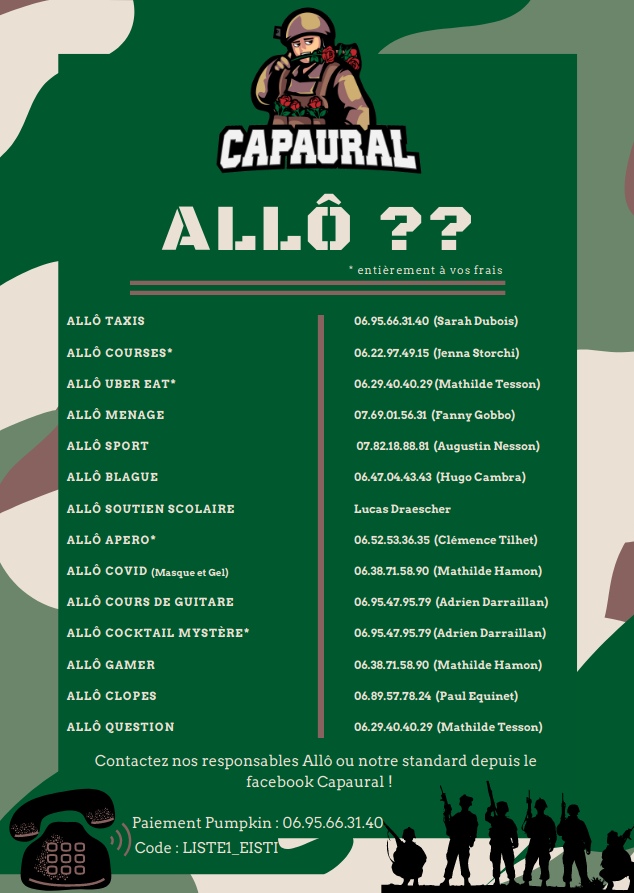 CAPAURAL
ALLÔ ??
* entièrement à vos frais
ALLÔ TAXIS 06.95.66.31.40 (Sarah Dubois)
ALLÔ COURSES* 06.22.97.49.15 (Jenna Storchi)
ALLÔ UBER EAT* 06.29.40.40.29 (Mathilde Tesson)
ALLÔ MENAGE 07.69.01.56.31 (Fanny Gobbo)
ALLÔ SPORT 07.82.18.88.81 (Augustin Nesson)
ALLÔ BLAGUE 06.47.04.43.43 (Hugo Cambra)
ALLÔ SOUTIEN SCOLAIRE Lucas Draescher
ALLÔ APERO* 06.52.53.36.35 (Clémence Tilhet)
ALLÔ COVID (Masque et Gel) 06.38.71.58.90 (Mathilde Hamon)
ALLÔ COURS DE GUITARE 06.95.47.95.79 (Adrien Darraillan)
ALLÔ COCKTAIL MYSTÈRE* 06.95.47.95.79 (Adrien Darraillan)
ALLÔ GAMER 06.38.71.58.90 (Mathilde Hamon)
ALLÔ CLOPES 06.89.57.78.24 (Paul Equinet)
ALLÔ QUESTION 06.29.40.40.29 (Mathilde Tesson)
Contactez nos responsables Allô ou notre standard depuis le
facebook Capaural !
Paiement Pumpkin : 06.95.66.31.40
Code : LISTE1_EISTI